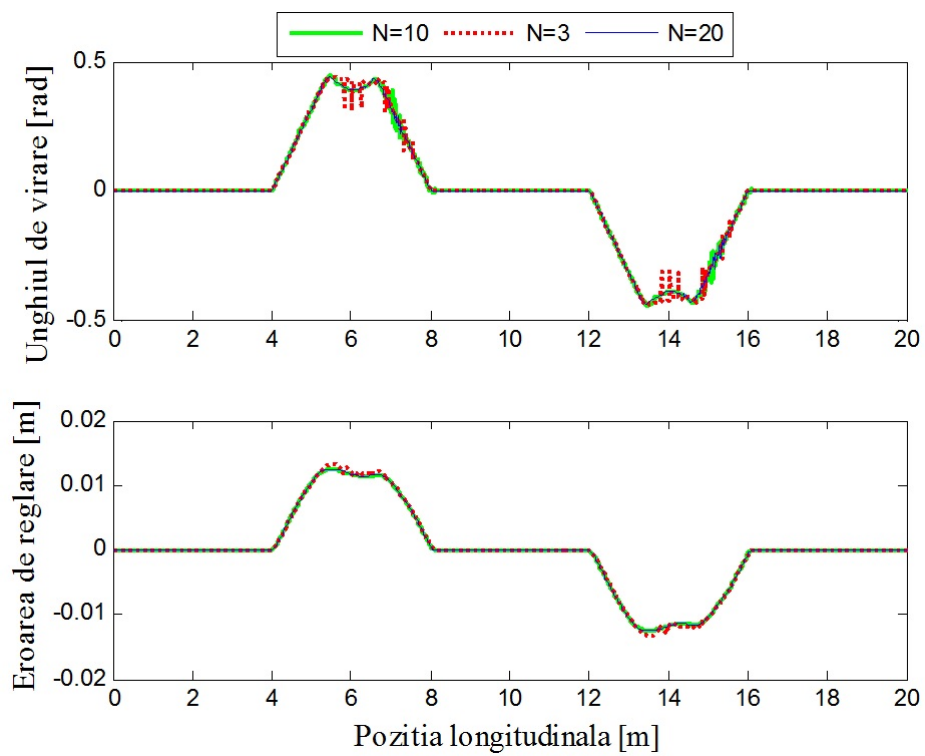 N=10 N=3 N=20
0.5
0
-0.5
Unghiul de virare [rad]
0 2 4 6 8 10 12 14 16 18 20
0.02
0.01
0
-0.01
-0.02
Eroarea de reglare [m]
0 2 4 6 8 10 12 14 16 18 20
Pozitia longitudinala [m]